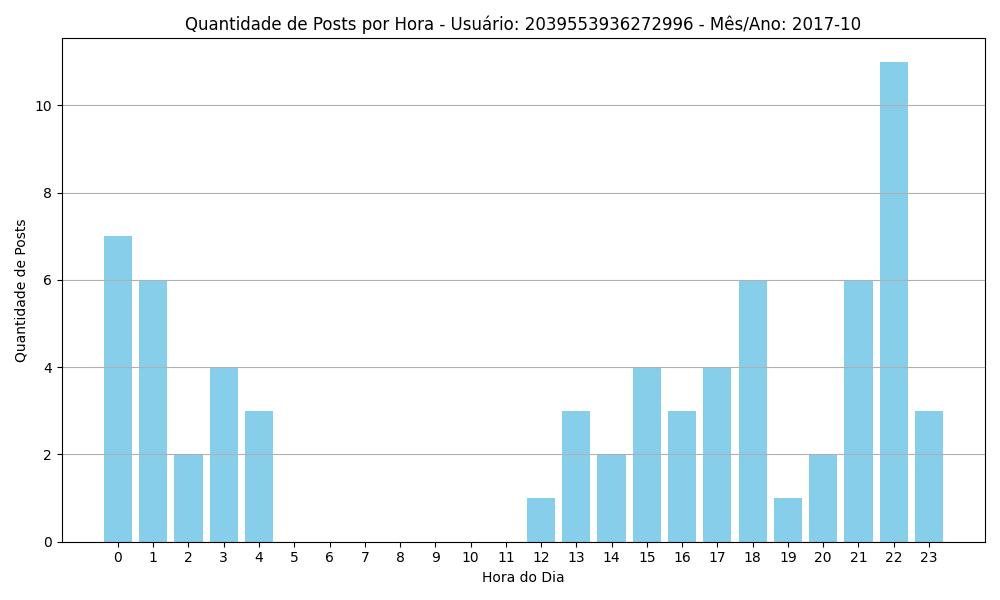 Quantidade de Posts por Hora - Usuário: 2039553936272996 - Mês/Ano: 2017-10
Quantidade de Posts
10
8
6
4
2
0
0 1 2 3 4 5 6 7 8 9 10 11 12 13 14 15 16 17 18 19 20 21 22 23
Hora do Dia